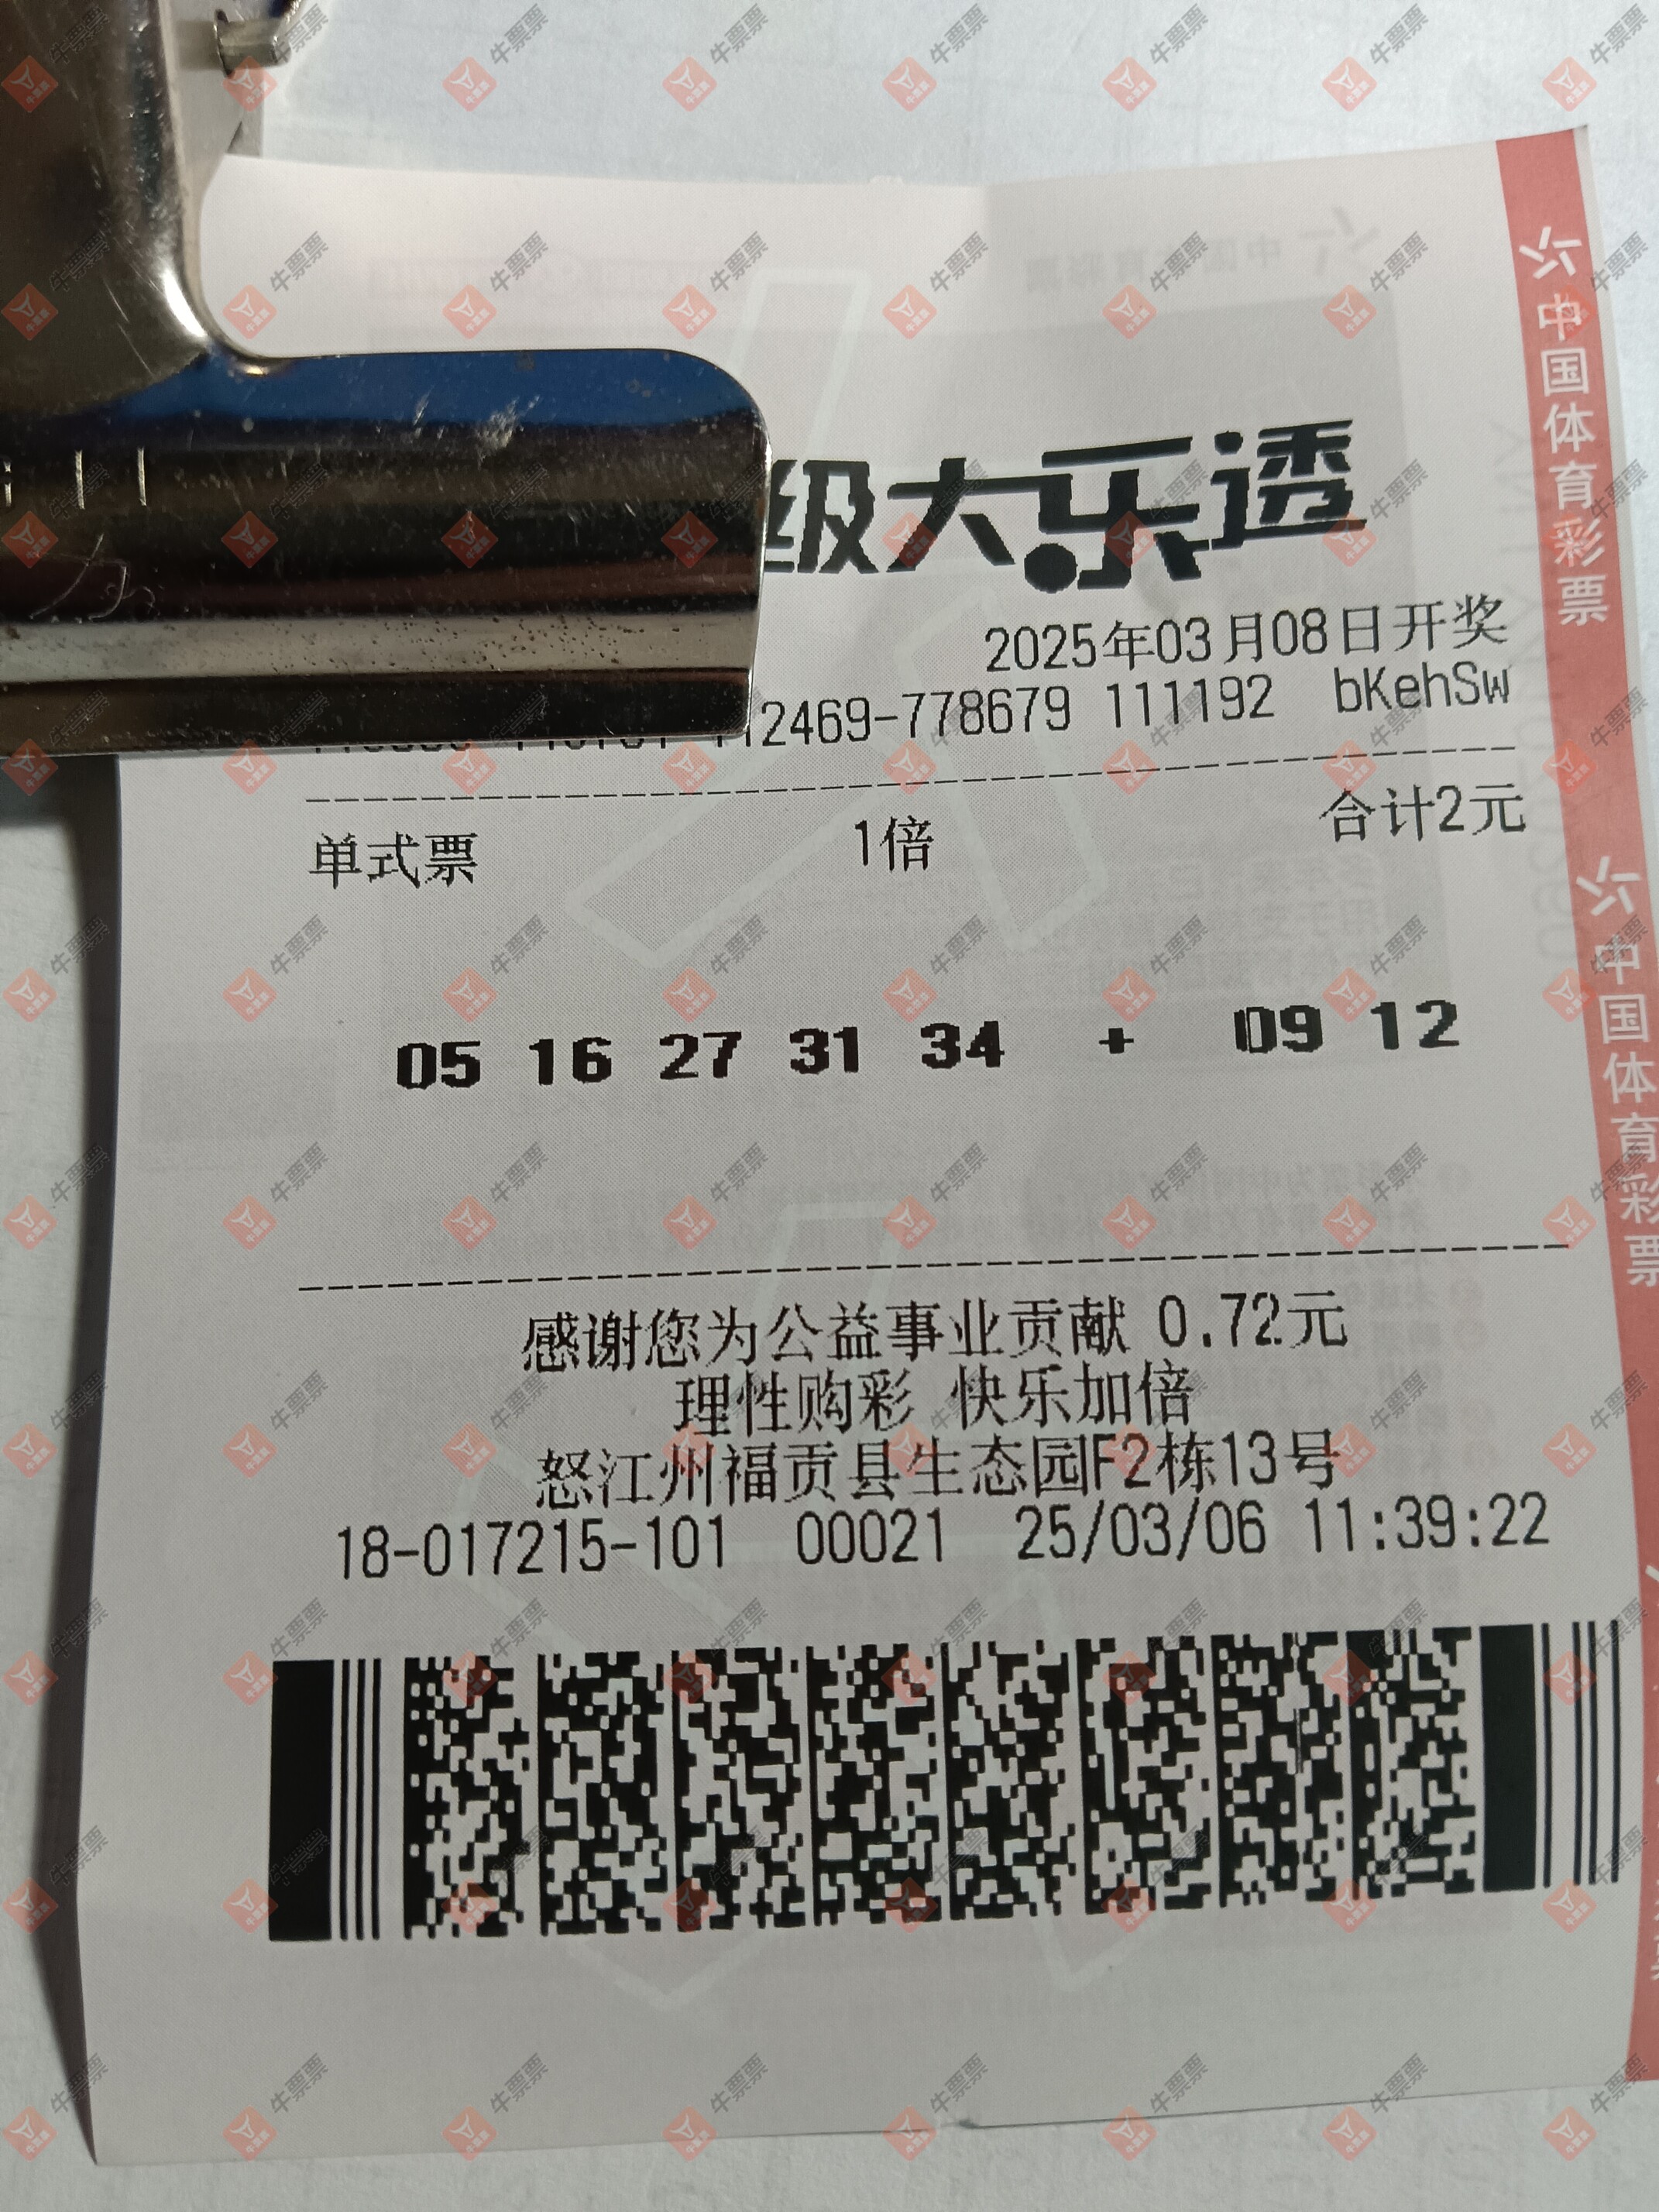 级大乐透
2025年03月08日开奖
12469-778679 111192 bKehSw
单式票 1倍 合计2元
05 16 27 31 34 + 09 12
感谢您为公益事业贡献 0.72元
理性购彩 快乐加倍
怒江州福贡县生态园F2栋13号
18-017215-101 00021 25/03/06 11:39:22
中国体育彩票
中国体育彩票
牛票票